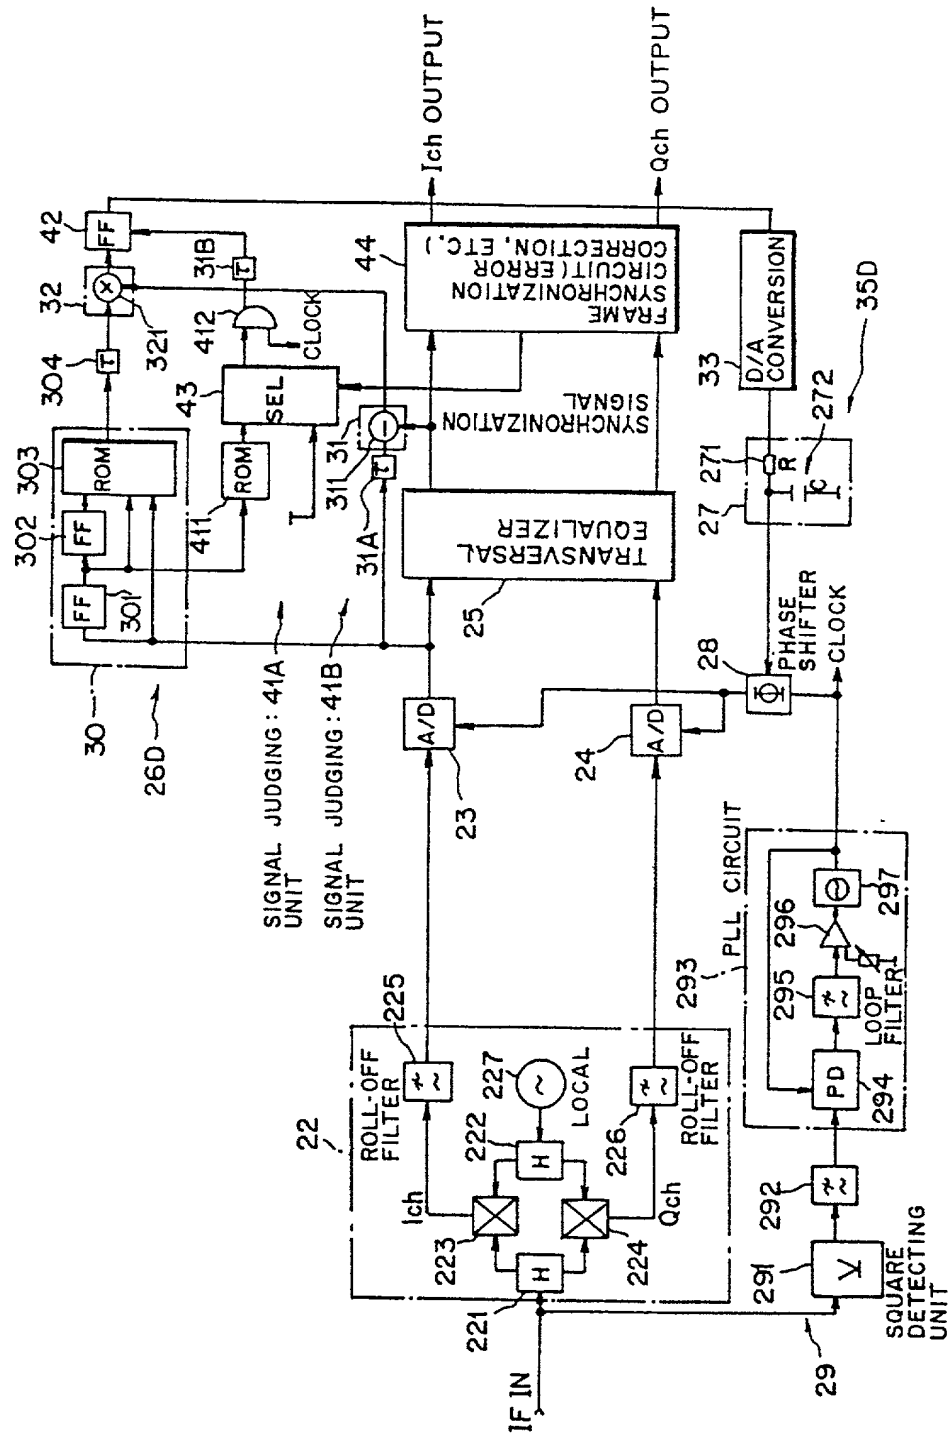 IF IN
22
221
H
222
H
223
224
Ich
Qch
227
~
LOCAL
ROLL-OFF
FILTER
225
226
ROLL-OFF
FILTER
29
291
SQUARE
DETECTING
UNIT
292
293
PLL CIRCUIT
PD
294
295
LOOP
FILTER
296
297
CLOCK
28
PHASE
SHIFTER
A/D
23
24
A/D
25
TRANSVERSAL
EQUALIZER
SIGNAL JUDGING : 41A
UNIT
SIGNAL JUDGING : 41B
UNIT
26D
30
FF
301
302
FF
303
ROM
304
T
32
X
321
42
FF
411
ROM
43
SEL
412
CLOCK
31B
T
31A
T
31
311
−
SYNCHRONIZATION
SIGNAL
44
FRAME
SYNCHRONIZATION
CIRCUIT(ERROR
CORRECTION, ETC.)
Ich OUTPUT
Qch OUTPUT
33
D/A
CONVERSION
27
271
R
C
272
35D